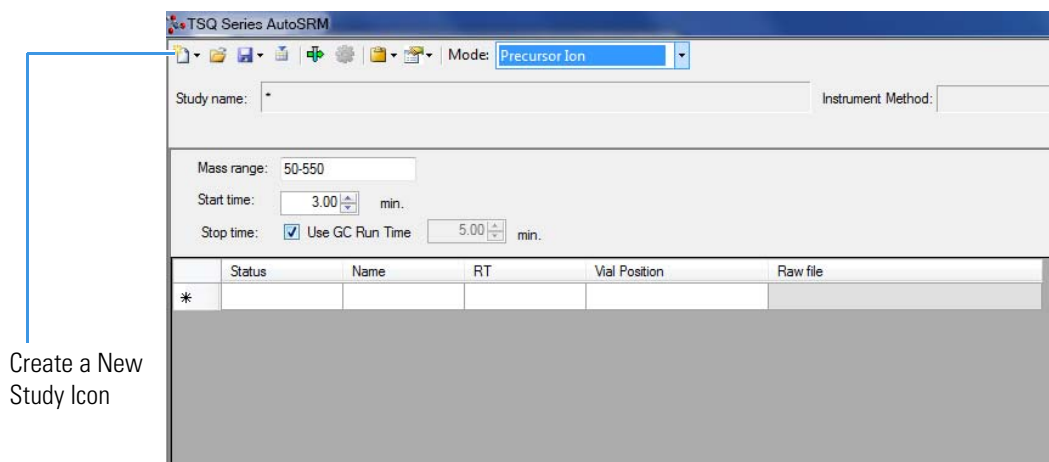 TSQ Series AutoSRM
Mode: Precursor Ion
Study name: * Instrument Method:
Mass range: 50-550
Start time: 3.00 min.
Stop time: Use GC Run Time 5.00 min.
Status Name RT Vial Position Raw file
*
Create a New
Study Icon